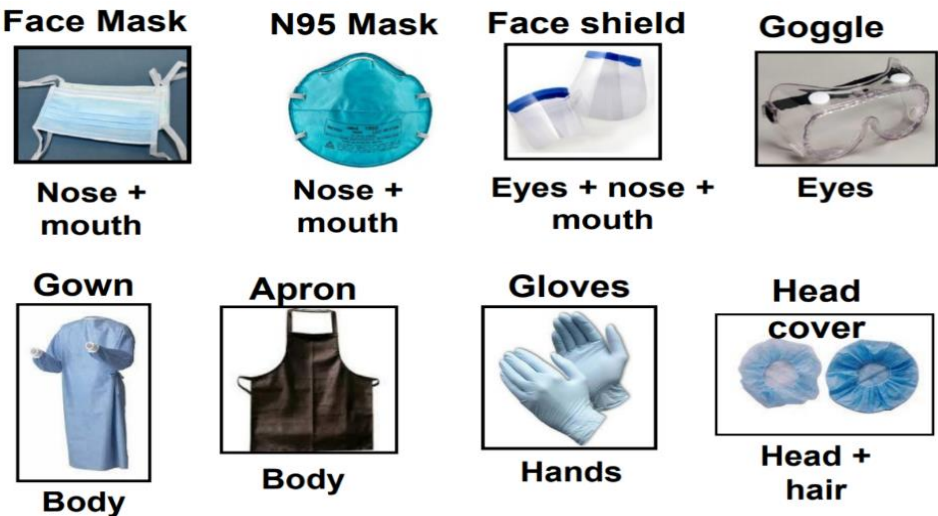 Face Mask
N95 Mask
Face shield
Goggle
Nose +
mouth
Nose +
mouth
Eyes + nose +
mouth
Eyes
Gown
Apron
Gloves
Head
cover
Body
Body
Hands
Head +
hair